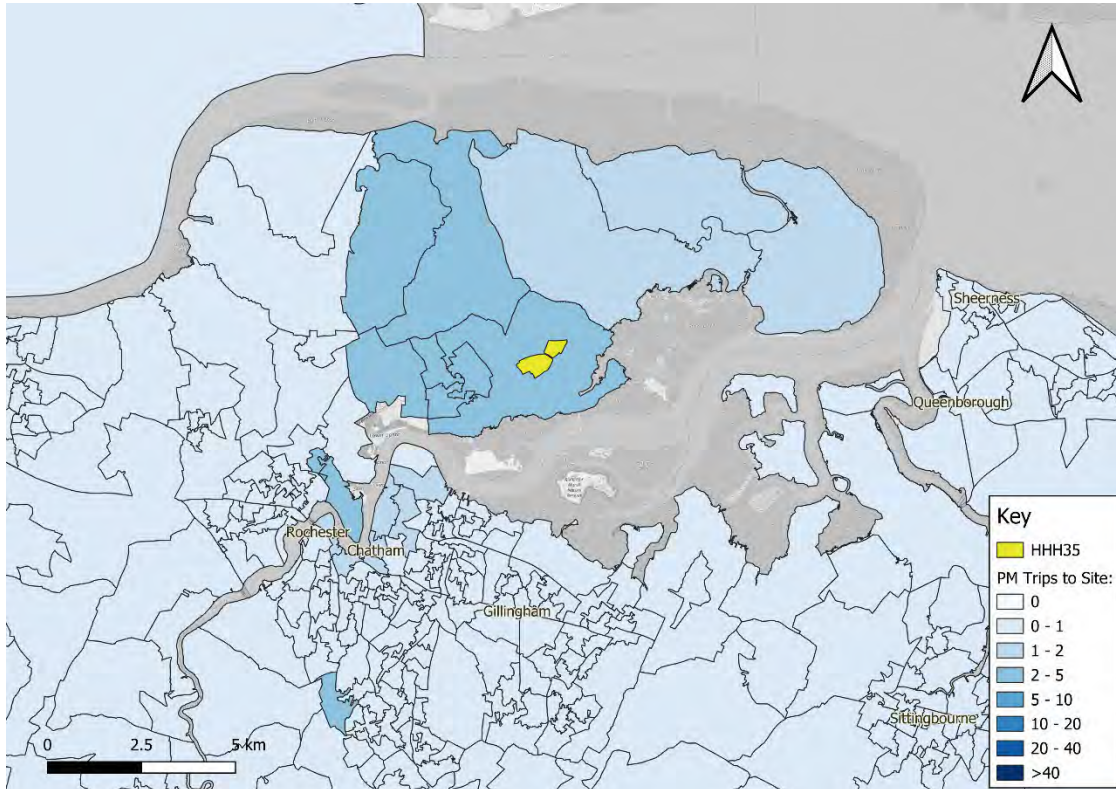 Sheerness
Queenborough
Rochester
Chatham
Gillingham
Sittingbourne
0 2.5 5 km
Key
HHH35
PM Trips to Site:
0
0 - 1
1 - 2
2 - 5
5 - 10
10 - 20
20 - 40
>40